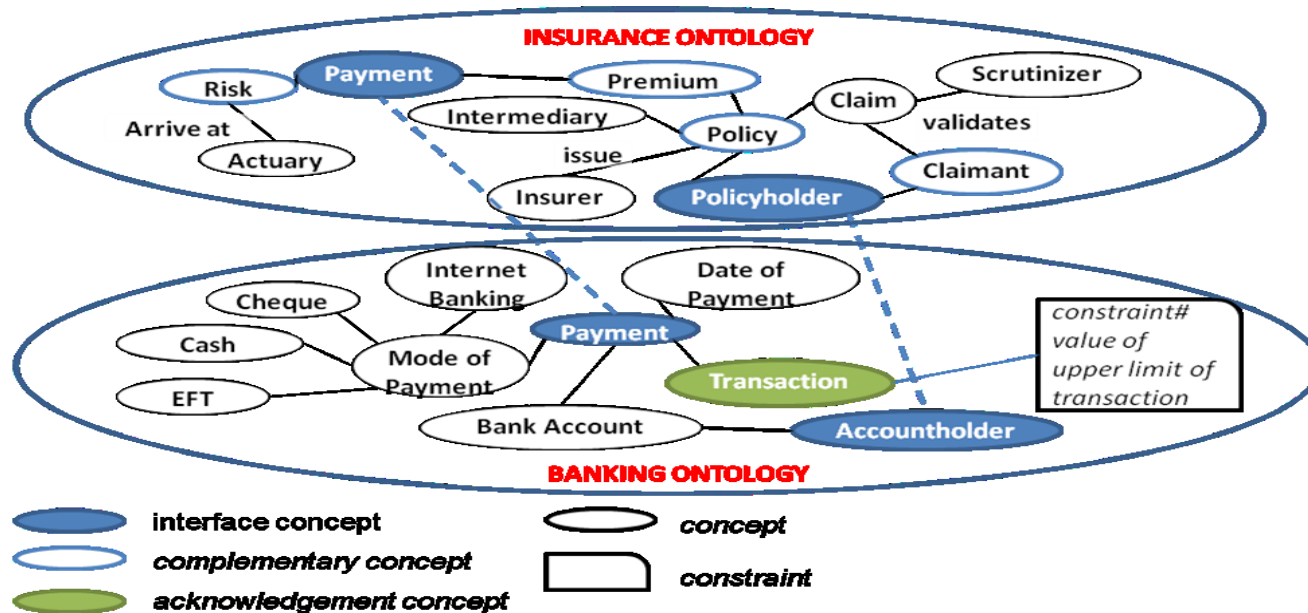 INSURANCE ONTOLOGY
Payment
Risk
Premium
Scrutinizer
Claim
Intermediary
Arrive at
Policy
validates
Actuary
issue
Claimant
Insurer
Policyholder
Internet
Banking
Date of
Payment
Cheque
constraint#
value of
upper limit of
transaction
Payment
Cash
Mode of
Payment
Transaction
EFT
Bank Account
Accountholder
BANKING ONTOLOGY
interface concept
concept
complementary concept
constraint
acknowledgement concept